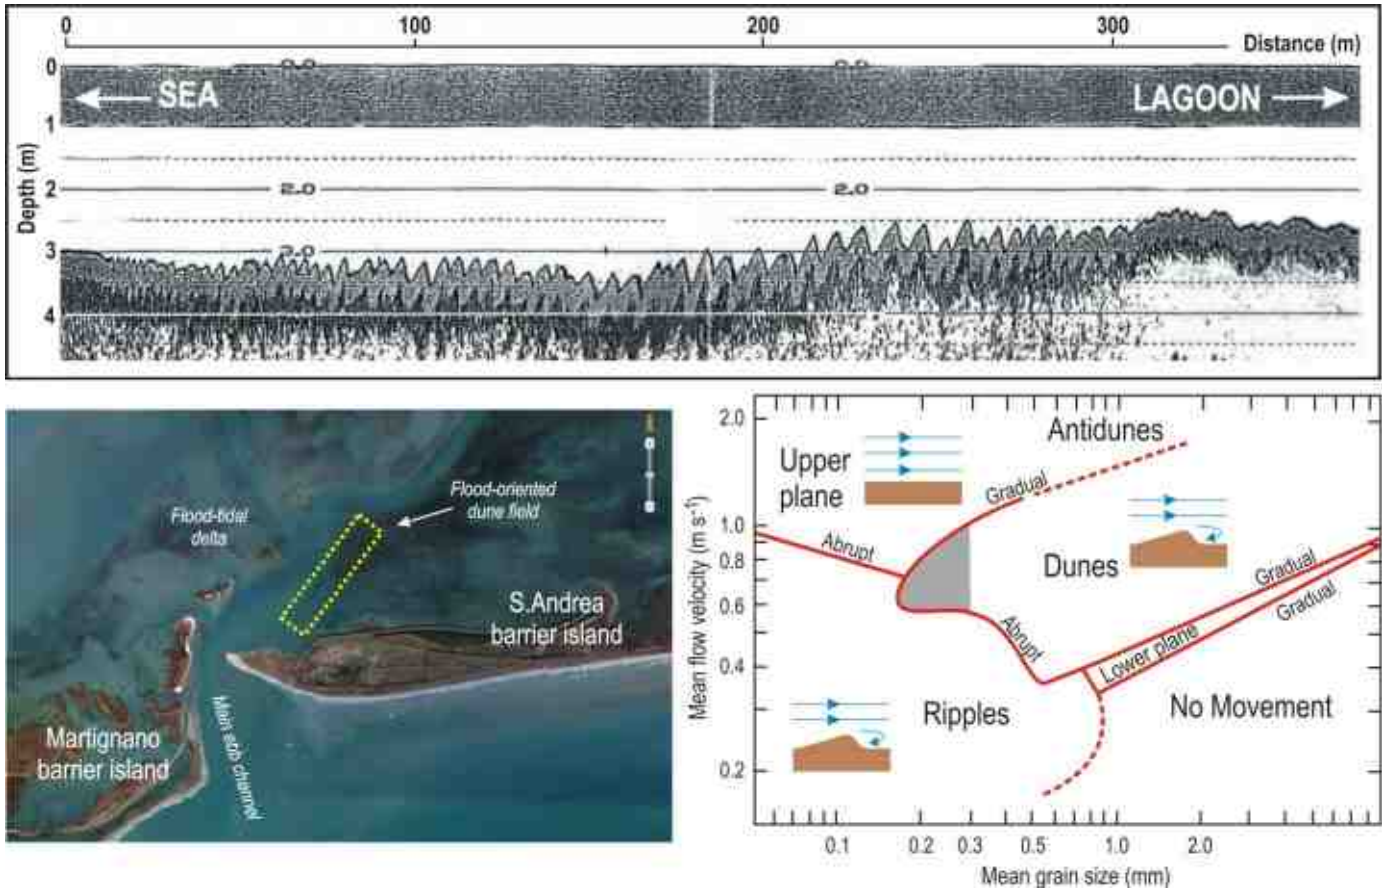 0 100 200 300
Distance (m)
0
SEA
LAGOON
1
Depth (m)
2
2.0 2.0
3
3.0
4
Flood-tidal
delta
Flood-oriented
dune field
S.Andrea
barrier island
Martignano
barrier island
Main ebb channel
2.0
1.0
0.8
0.6
0.4
0.2
Mean flow velocity (m s⁻¹)
Upper
plane
Antidunes
Gradual
Abrupt
Dunes
Gradual
Gradual
Abrupt
Lower plane
Ripples
No Movement
0.1 0.2 0.3 0.5 1.0 2.0
Mean grain size (mm)